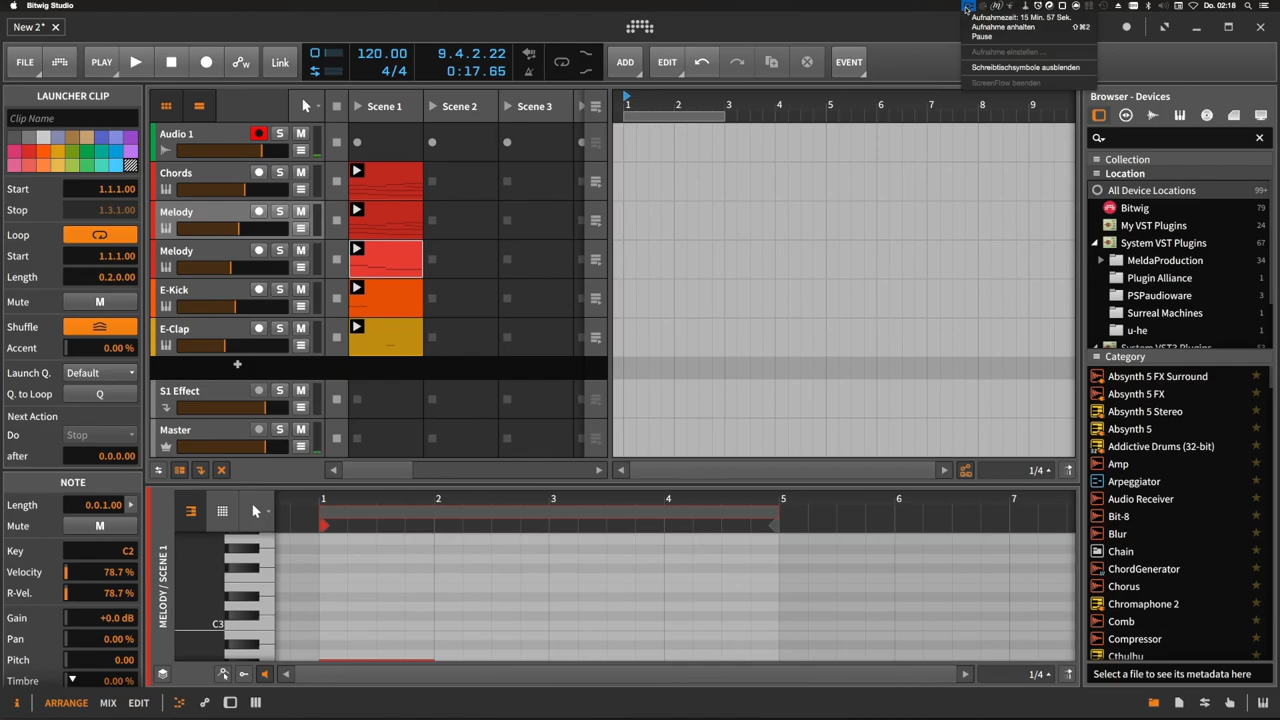 Bitwig Studio
Do. 02:18
Aufnahmezeit: 15 Min. 57 Sek.
Aufnahme anhalten ⇧⌘2
Pause
Aufnahme einstellen ...
Schreibtischsymbole ausblenden
ScreenFlow beenden
New 2*
FILE
PLAY
Link
120.00
4/4
9.4.2.22
0:17.65
ADD
EDIT
EVENT
LAUNCHER CLIP
Clip Name
Start 1.1.1.00
Stop 1.3.1.00
Loop
Start 1.1.1.00
Length 0.2.0.00
Mute M
Shuffle
Accent 0.00 %
Launch Q. Default
Q. to Loop Q
Next Action
Do Stop
after 0.0.0.00
NOTE
Length 0.0.1.00
Mute M
Key C2
Velocity 78.7 %
R-Vel. 78.7 %
Gain +0.0 dB
Pan 0.00 %
Pitch 0.00
Timbre 0.00 %
Scene 1
Scene 2
Scene 3
Audio 1 S M
Chords S M
Melody S M
Melody S M
E-Kick S M
E-Clap S M
S1 Effect S M
Master S M
1 2 3 4 5 6 7 8 9
1/4
MELODY / SCENE 1
1 2 3 4 5 6 7
C3
1/4
Browser - Devices
Collection
Location
All Device Locations 99+
Bitwig 79
My VST Plugins 24
System VST Plugins 67
MeldaProduction 34
Plugin Alliance 2
PSPaudioware 3
Surreal Machines 1
u-he 3
System VST3 Plugins
Category
Absynth 5 FX Surround
Absynth 5 FX
Absynth 5 Stereo
Absynth 5
Addictive Drums (32-bit)
Amp
Arpeggiator
Audio Receiver
Bit-8
Blur
Chain
ChordGenerator
Chorus
Chromaphone 2
Comb
Compressor
Cthulhu
Select a file to see its metadata here
ARRANGE
MIX
EDIT